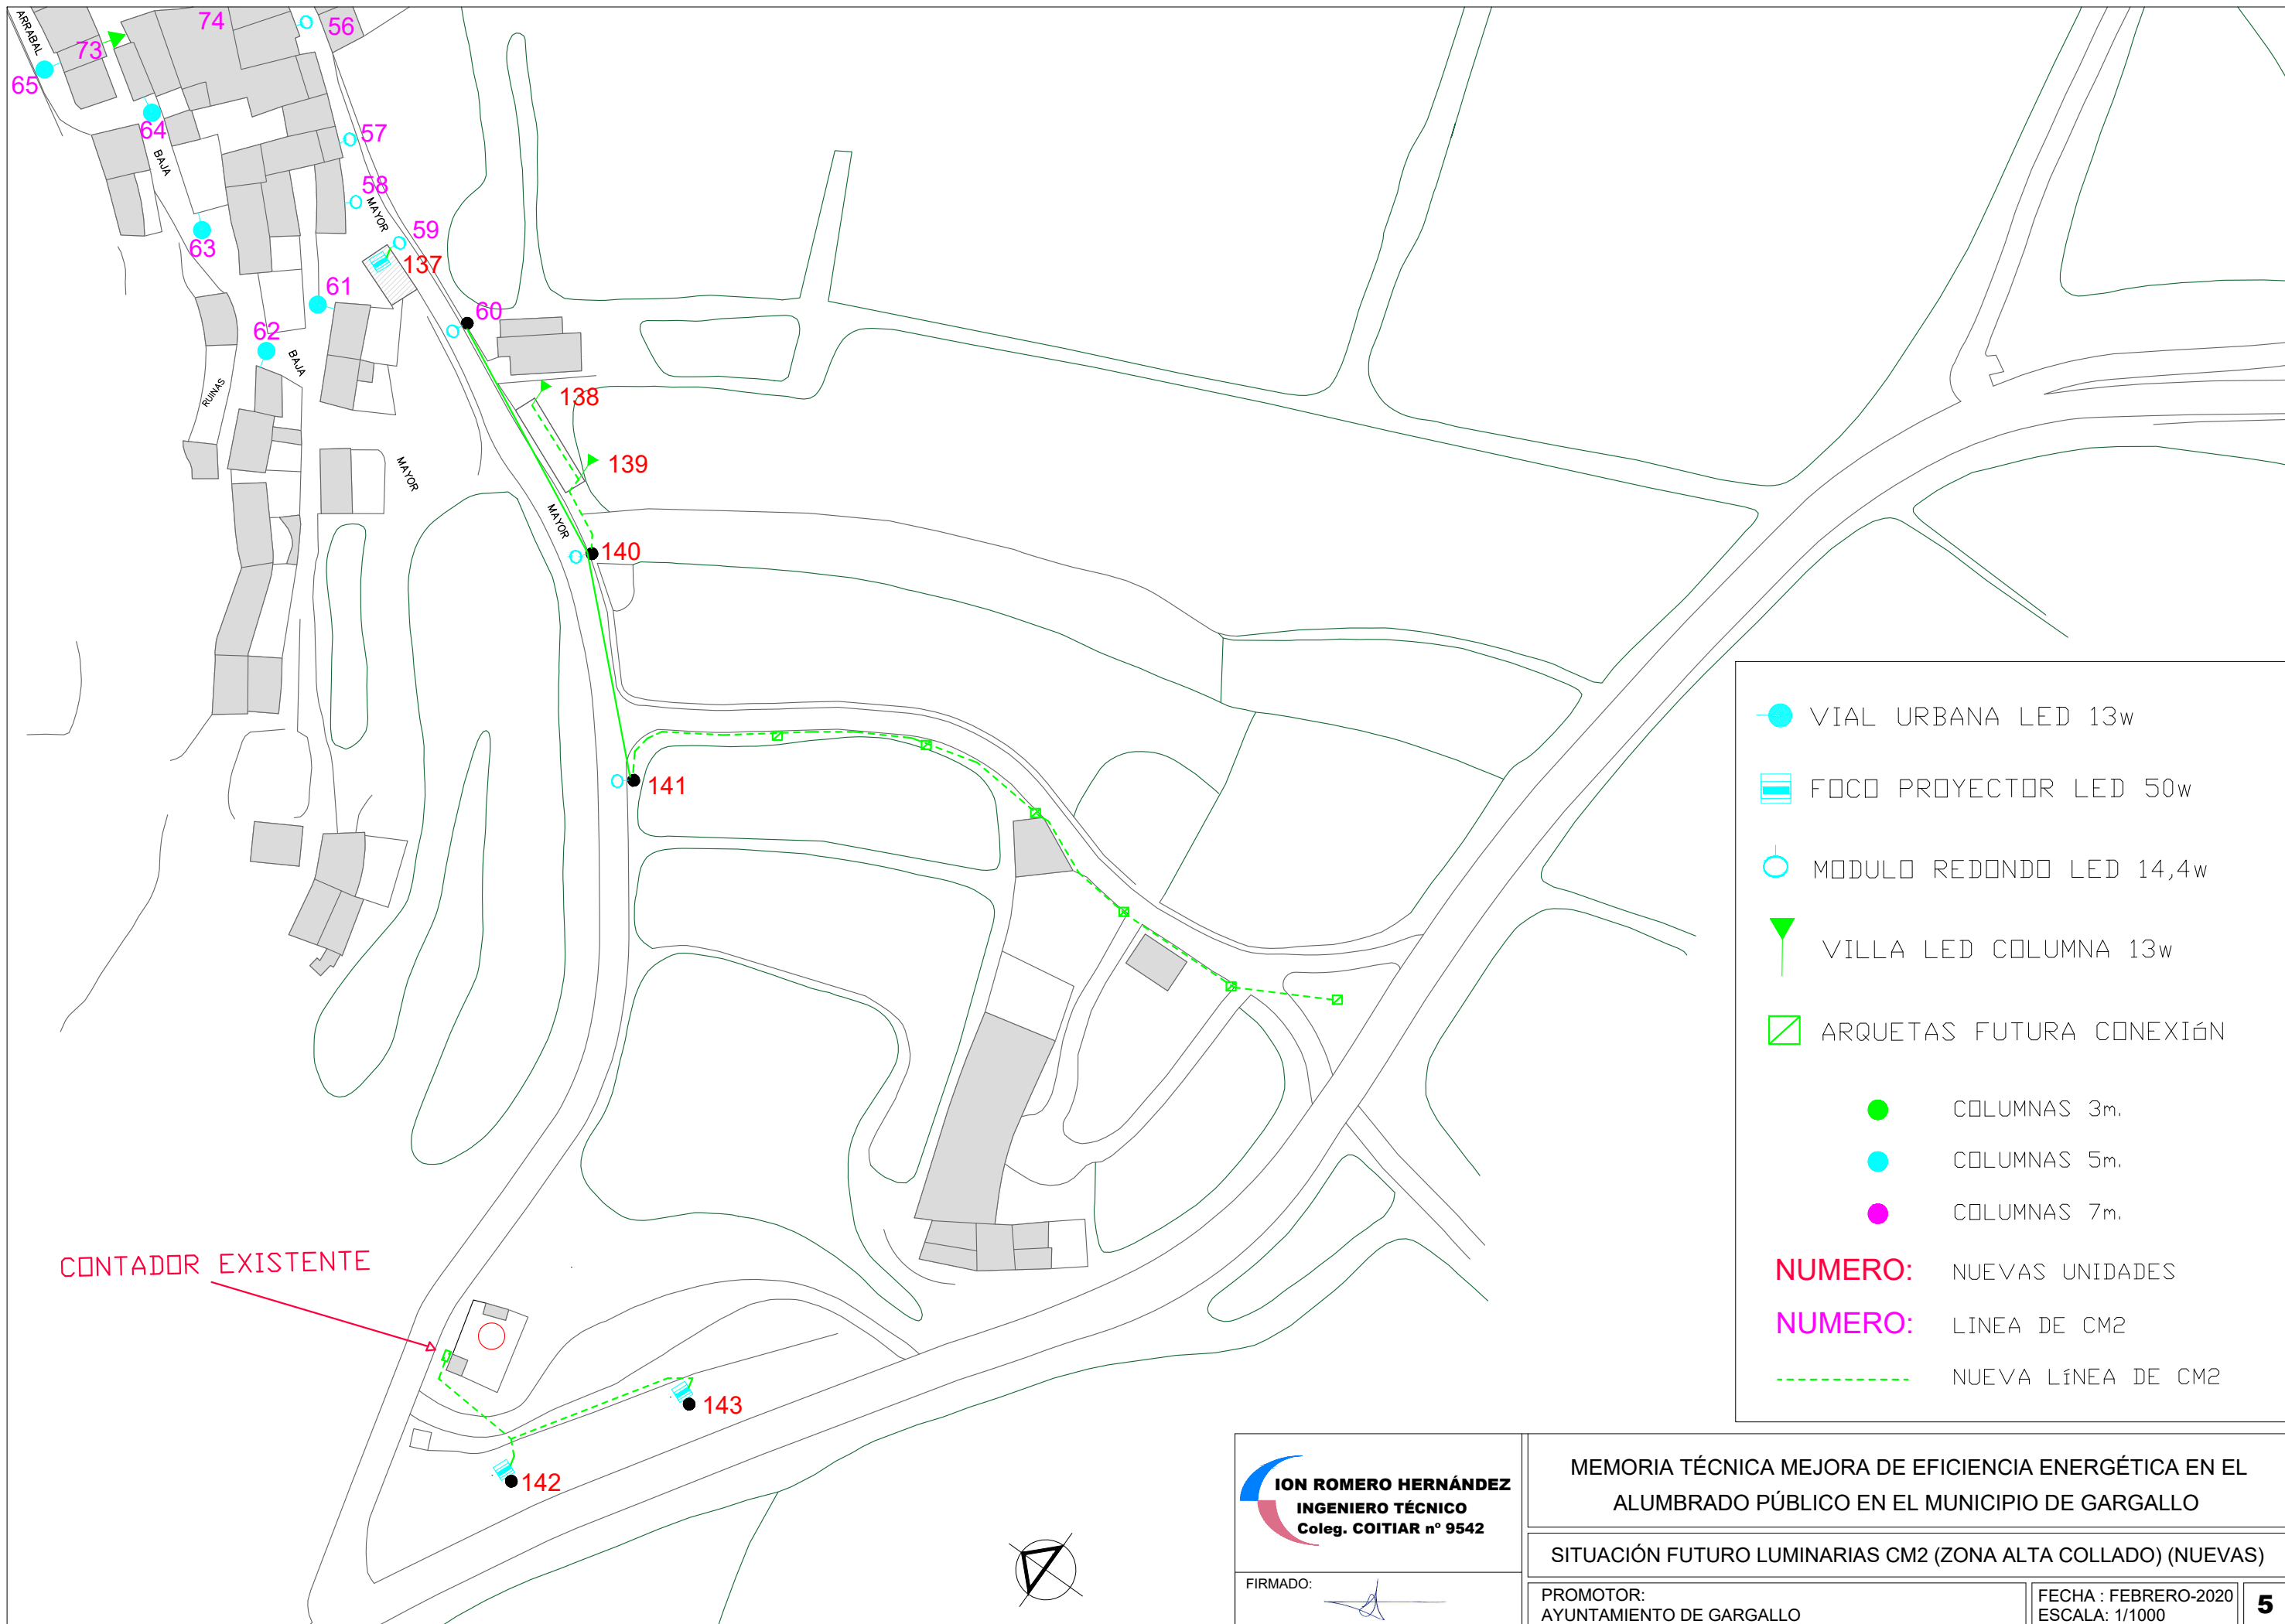 ARRABAL
74
56
73
65
64
57
BAJA
58
MAYOR
63
59
137
61
60
62
BAJA
RUINAS
138
MAYOR
139
MAYOR
140
141
VIAL URBANA LED 13w
FOCO PROYECTOR LED 50w
MODULO REDONDO LED 14,4w
VILLA LED COLUMNA 13w
ARQUETAS FUTURA CONEXIóN
COLUMNAS 3m.
COLUMNAS 5m.
COLUMNAS 7m.
NUMERO: NUEVAS UNIDADES
NUMERO: LINEA DE CM2
NUEVA LíNEA DE CM2
CONTADOR EXISTENTE
143
142
ION ROMERO HERNÁNDEZ
INGENIERO TÉCNICO
Coleg. COITIAR nº 9542
FIRMADO:
MEMORIA TÉCNICA MEJORA DE EFICIENCIA ENERGÉTICA EN EL
ALUMBRADO PÚBLICO EN EL MUNICIPIO DE GARGALLO
SITUACIÓN FUTURO LUMINARIAS CM2 (ZONA ALTA COLLADO) (NUEVAS)
PROMOTOR:
AYUNTAMIENTO DE GARGALLO
FECHA : FEBRERO-2020
ESCALA: 1/1000
5